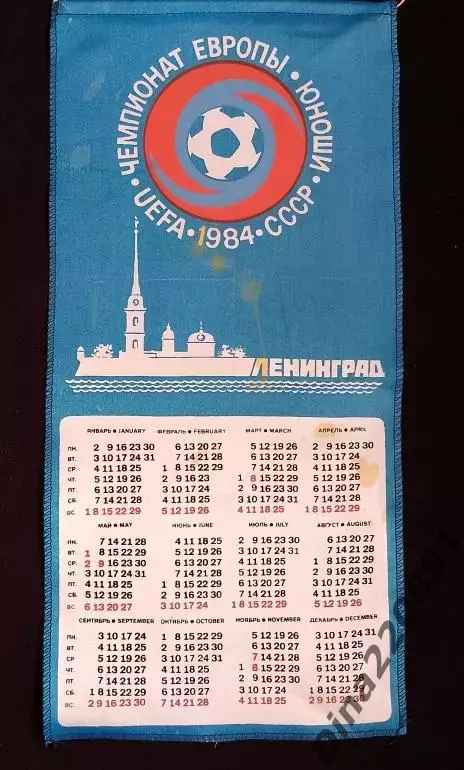 ЧЕМПИОНАТ ЕВРОПЫ • ЮНОШИ
• UEFA • 1984 • СССР •
ЛЕНИНГРАД
ЯНВАРЬ ● JANUARY ФЕВРАЛЬ ● FEBRUARY МАРТ ● MARCH АПРЕЛЬ ● APRIL
ПН. 2 9 16 23 30 6 13 20 27 5 12 19 26 2 9 16 23 30
ВТ. 3 10 17 24 31 7 14 21 28 6 13 20 27 3 10 17 24
СР. 4 11 18 25 1 8 15 22 29 7 14 21 28 4 11 18 25
ЧТ. 5 12 19 26 2 9 16 23 1 8 15 22 29 5 12 19 26
ПТ. 6 13 20 27 3 10 17 24 2 9 16 23 30 6 13 20 27
СБ. 7 14 21 28 4 11 18 25 3 10 17 24 31 7 14 21 28
ВС. 1 8 15 22 29 5 12 19 26 4 11 18 25 1 8 15 22 29
МАЙ ● MAY ИЮНЬ ● JUNE ИЮЛЬ ● JULY АВГУСТ ● AUGUST
ПН. 7 14 21 28 4 11 18 25 2 9 16 23 30 6 13 20 27
ВТ. 1 8 15 22 29 5 12 19 26 3 10 17 24 31 7 14 21 28
СР. 2 9 16 23 30 6 13 20 27 4 11 18 25 1 8 15 22 29
ЧТ. 3 10 17 24 31 7 14 21 28 5 12 19 26 2 9 16 23 30
ПТ. 4 11 18 25 1 8 15 22 29 6 13 20 27 3 10 17 24 31
СБ. 5 12 19 26 2 9 16 23 30 7 14 21 28 4 11 18 25
ВС. 6 13 20 27 3 10 17 24 1 8 15 22 29 5 12 19 26
СЕНТЯБРЬ ● SEPTEMBER ОКТЯБРЬ ● OCTOBER НОЯБРЬ ● NOVEMBER ДЕКАБРЬ ● DECEMBER
ПН. 3 10 17 24 1 8 15 22 29 5 12 19 26 3 10 17 24 31
ВТ. 4 11 18 25 2 9 16 23 30 6 13 20 27 4 11 18 25
СР. 5 12 19 26 3 10 17 24 31 7 14 21 28 5 12 19 26
ЧТ. 6 13 20 27 4 11 18 25 1 8 15 22 29 6 13 20 27
ПТ. 7 14 21 28 5 12 19 26 2 9 16 23 30 7 14 21 28
СБ. 1 8 15 22 29 6 13 20 27 3 10 17 24 1 8 15 22 29
ВС. 2 9 16 23 30 7 14 21 28 4 11 18 25 2 9 16 23 30